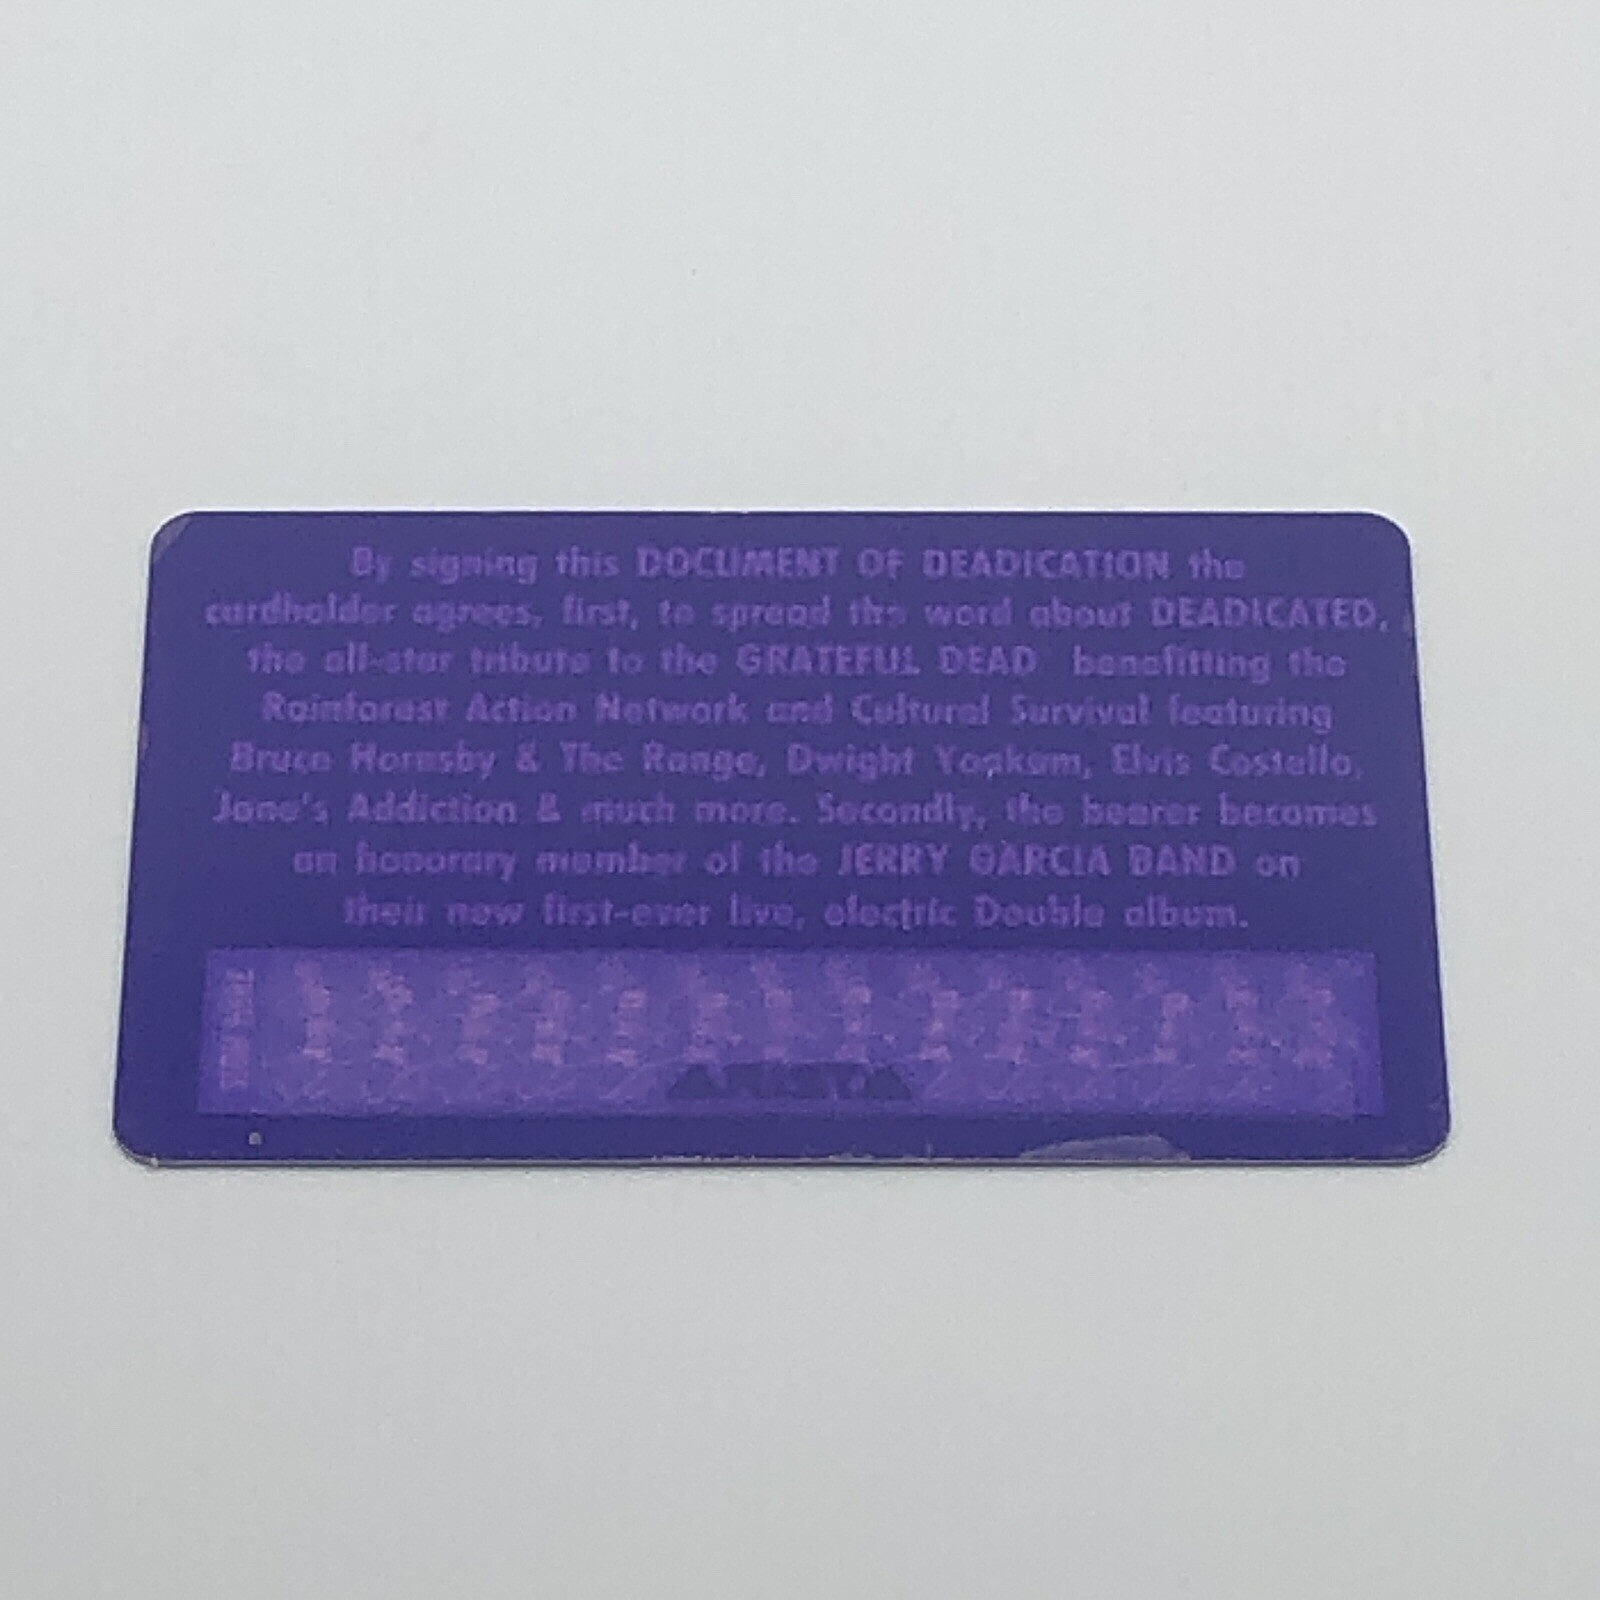 By signing this DOCUMENT OF DEADICATION the
cardholder agrees, first, to spread the word about DEADICATED,
the all-star tribute to the GRATEFUL DEAD benefitting the
Rainforest Action Network and Cultural Survival featuring
Bruce Hornsby & The Range, Dwight Yoakam, Elvis Costello,
Jane's Addiction & much more. Secondly, the bearer becomes
an honorary member of the JERRY GARCIA BAND on
their new first-ever live, electric Double album.
ARISTA